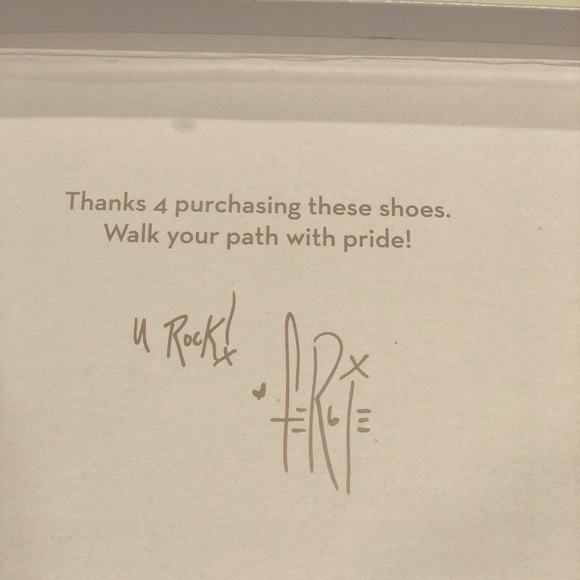 Thanks 4 purchasing these shoes.
Walk your path with pride!
U ROCK!
x